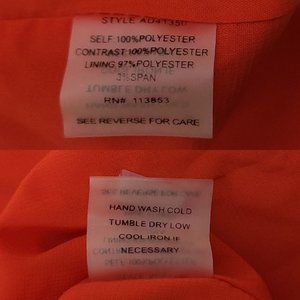 STYLE AD41350
SELF 100%POLYESTER
CONTRAST 100%POLYESTER
LINING 97%POLYESTER
3%SPAN
RN# 113853
SEE REVERSE FOR CARE
HAND WASH COLD
TUMBLE DRY LOW
COOL IRON IF
NECESSARY